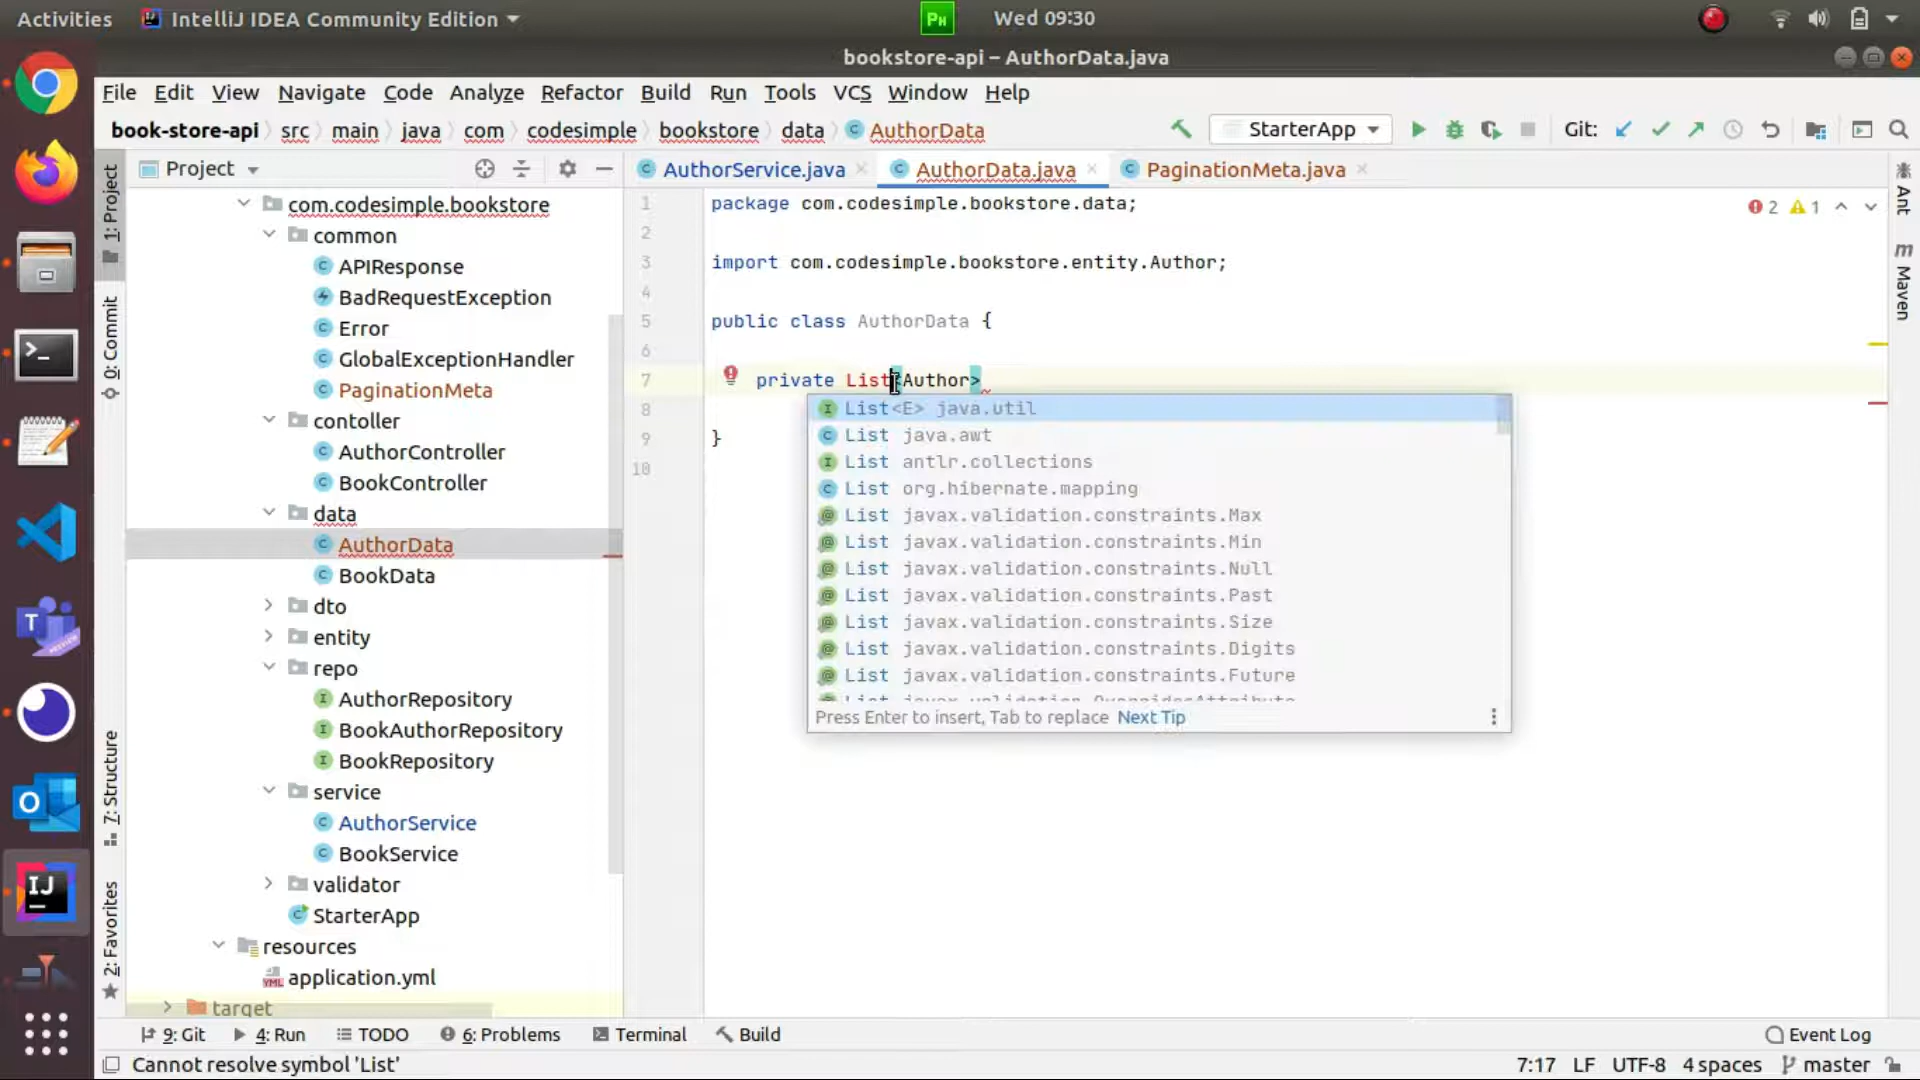 Activities IntelliJ IDEA Community Edition Wed 09:30
bookstore-api – AuthorData.java
File Edit View Navigate Code Analyze Refactor Build Run Tools VCS Window Help
book-store-api src main java com codesimple bookstore data AuthorData StarterApp Git:
Project
AuthorService.java AuthorData.java PaginationMeta.java
1: Project
0: Commit
7: Structure
2: Favorites
com.codesimple.bookstore
common
APIResponse
BadRequestException
Error
GlobalExceptionHandler
PaginationMeta
contoller
AuthorController
BookController
data
AuthorData
BookData
dto
entity
repo
AuthorRepository
BookAuthorRepository
BookRepository
service
AuthorService
BookService
validator
StarterApp
resources
application.yml
target
1 package com.codesimple.bookstore.data;
2
3 import com.codesimple.bookstore.entity.Author;
4
5 public class AuthorData {
6
7 private List<Author>
8
9 }
10
2 1
List<E> java.util
List java.awt
List antlr.collections
List org.hibernate.mapping
List javax.validation.constraints.Max
List javax.validation.constraints.Min
List javax.validation.constraints.Null
List javax.validation.constraints.Past
List javax.validation.constraints.Size
List javax.validation.constraints.Digits
List javax.validation.constraints.Future
Press Enter to insert, Tab to replace Next Tip
Ant
Maven
9: Git 4: Run TODO 6: Problems Terminal Build Event Log
Cannot resolve symbol 'List' 7:17 LF UTF-8 4 spaces master